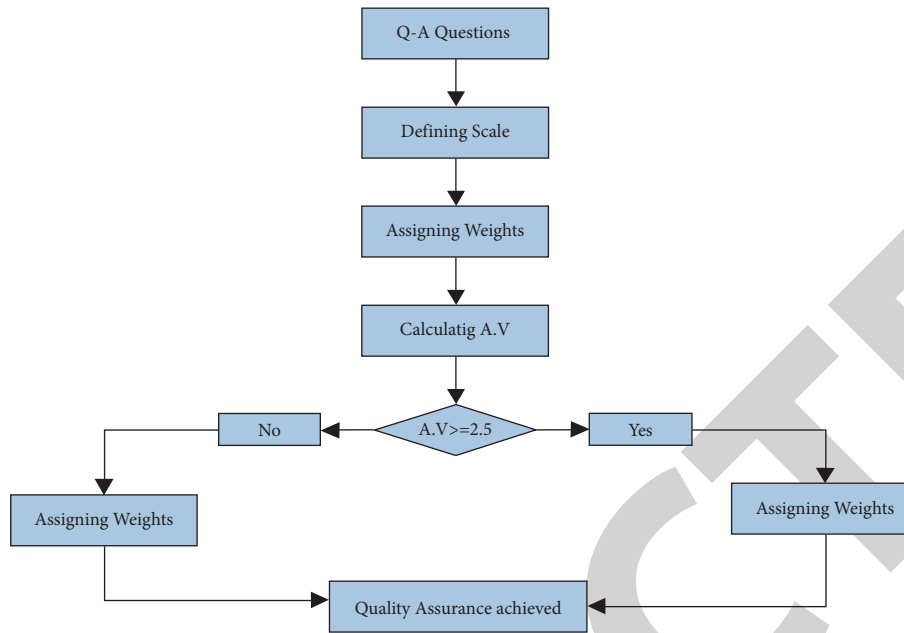 Q-A Questions
Defining Scale
Assigning Weights
Calculatig A.V
A.V>=2.5
No
Yes
Assigning Weights
Assigning Weights
Quality Assurance achieved